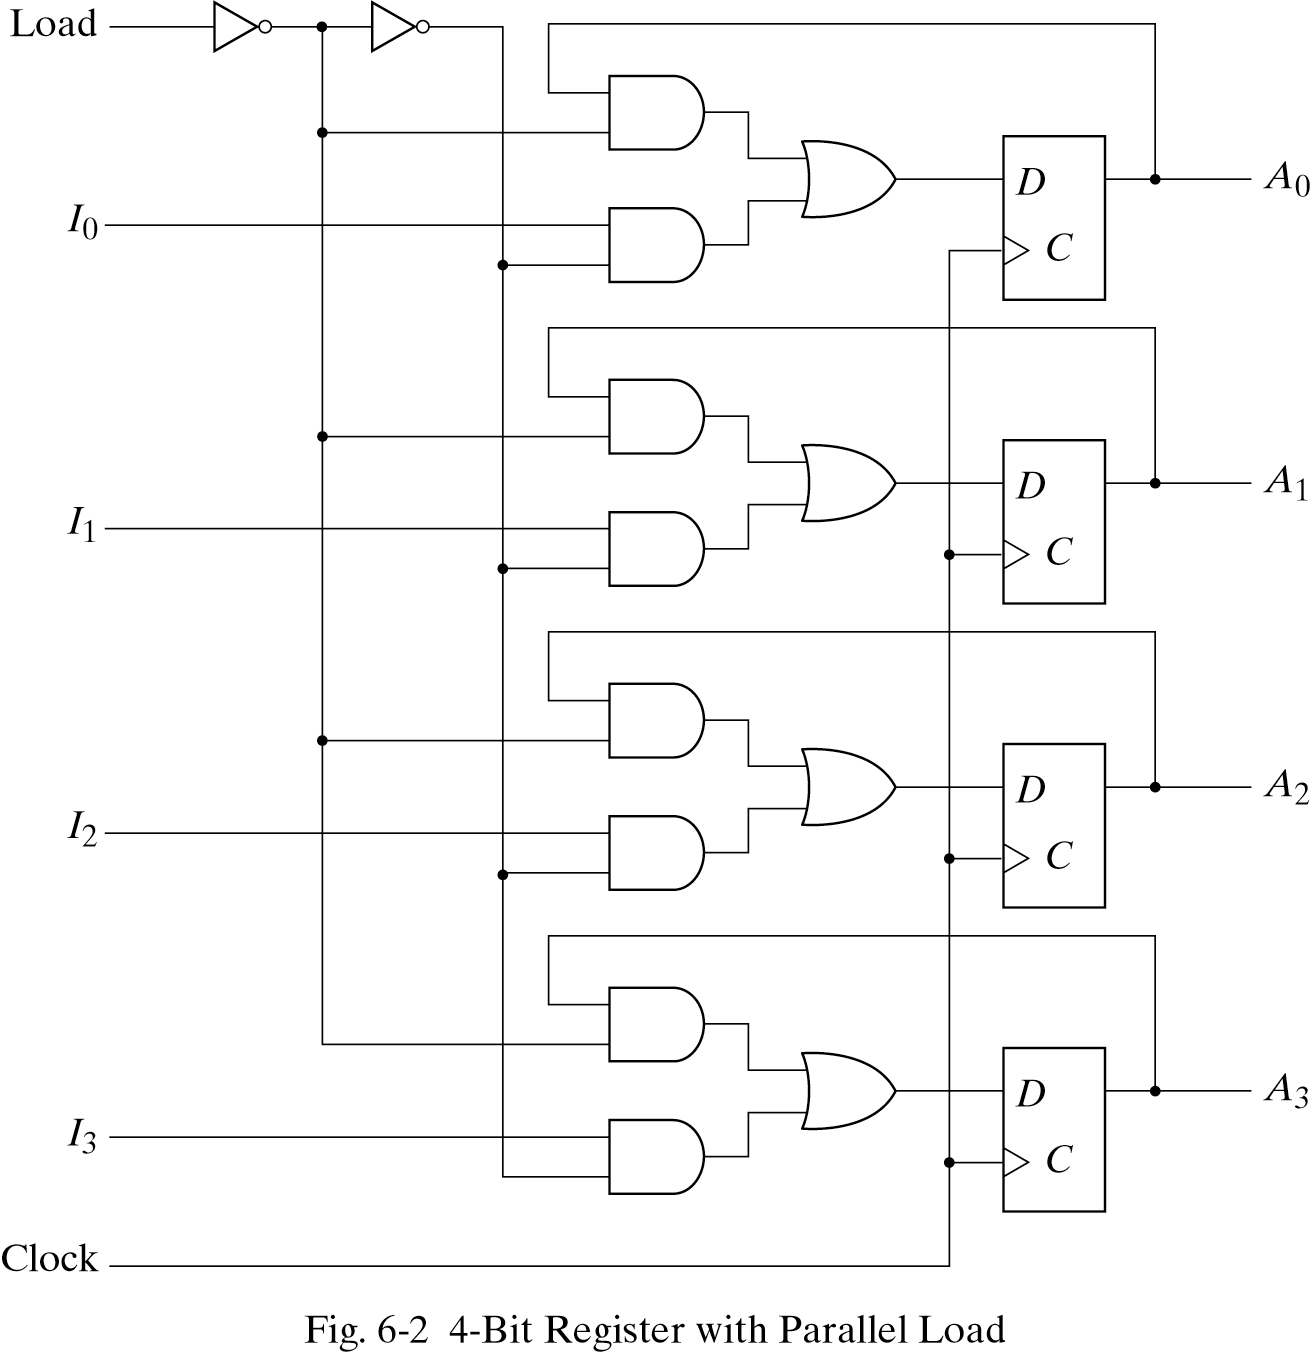 Load
D
A0
I0
C
D
A1
I1
C
D
A2
I2
C
D
A3
I3
C
Clock
Fig. 6-2 4-Bit Register with Parallel Load